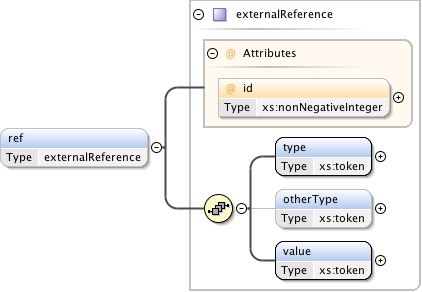 externalReference
@ Attributes
@ id
Type xs:nonNegativeInteger
ref
Type externalReference
type
Type xs:token
otherType
Type xs:token
value
Type xs:token